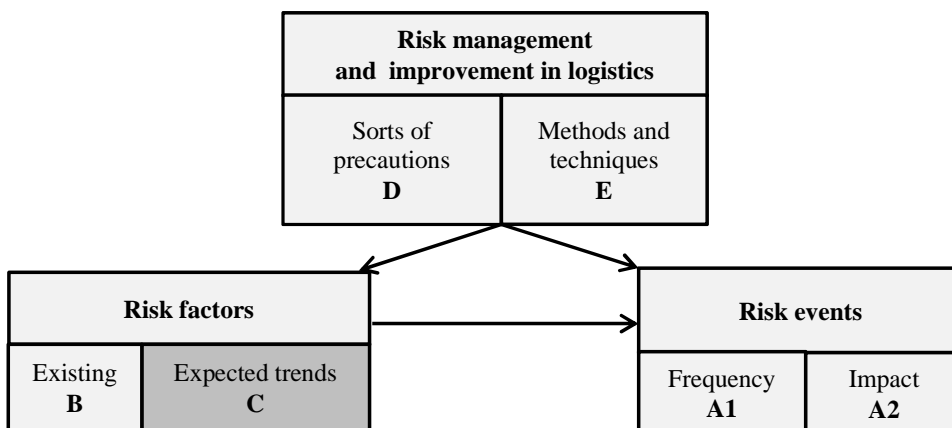 Risk management
and improvement in logistics
Sorts of
precautions
D
Methods and
techniques
E
Risk factors
Existing
B
Expected trends
C
Risk events
Frequency
A1
Impact
A2